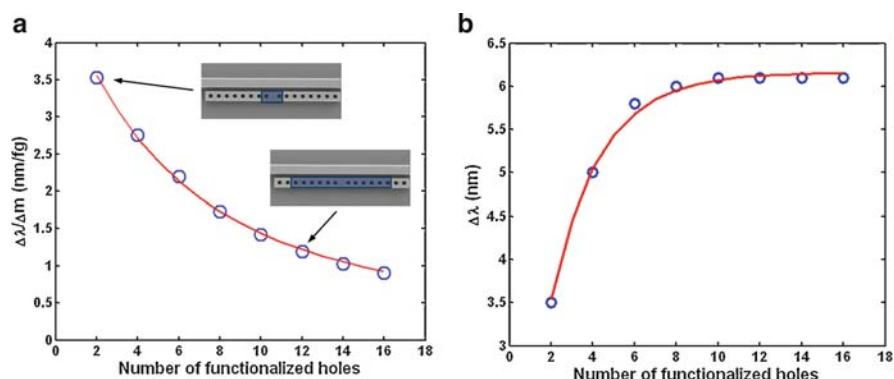 a
4
3.5
3
2.5
2
1.5
1
0.5
0
Δλ/Δm (nm/fg)
0 2 4 6 8 10 12 14 16 18
Number of functionalized holes
b
6.5
6
5.5
5
4.5
4
3.5
3
Δλ (nm)
0 2 4 6 8 10 12 14 16 18
Number of functionalized holes